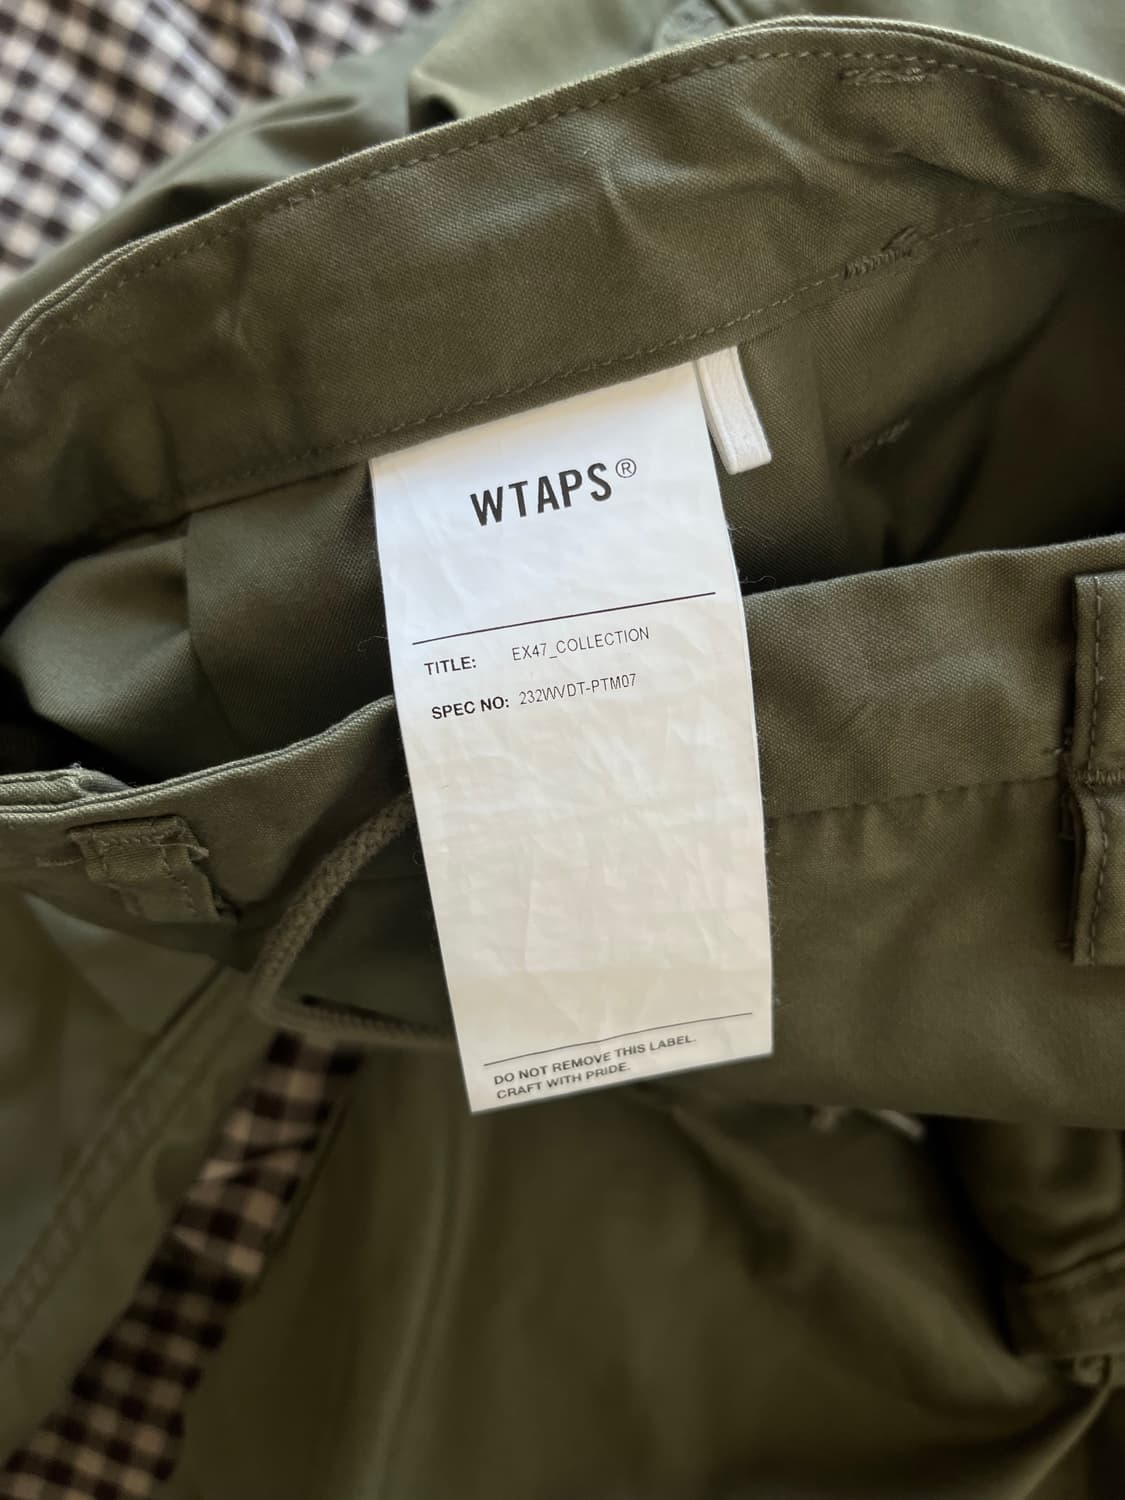 WTAPS®
TITLE: EX47_COLLECTION
SPEC NO: 232WVDT-PTM07
DO NOT REMOVE THIS LABEL.
CRAFT WITH PRIDE.